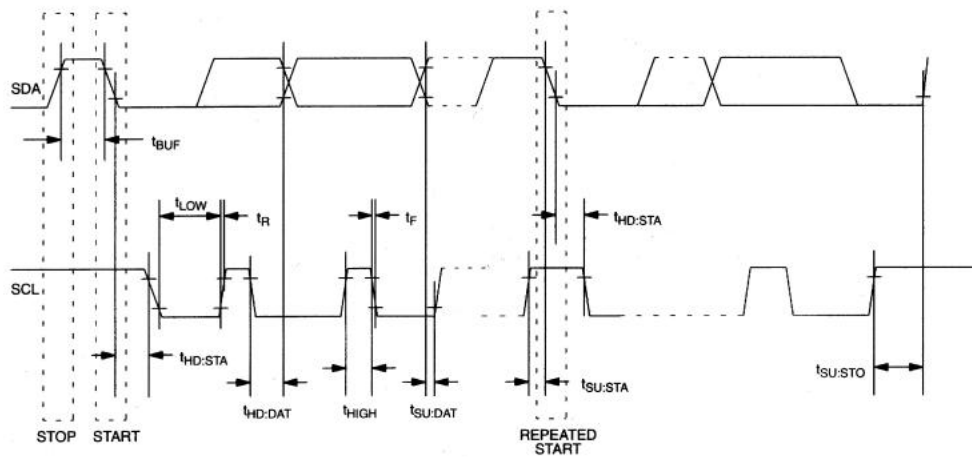 SDA
tBUF
tLOW
tR
tF
tHD:STA
SCL
tHD:STA
tHD:DAT
tHIGH
tSU:DAT
tSU:STA
tSU:STO
STOP
START
REPEATED
START